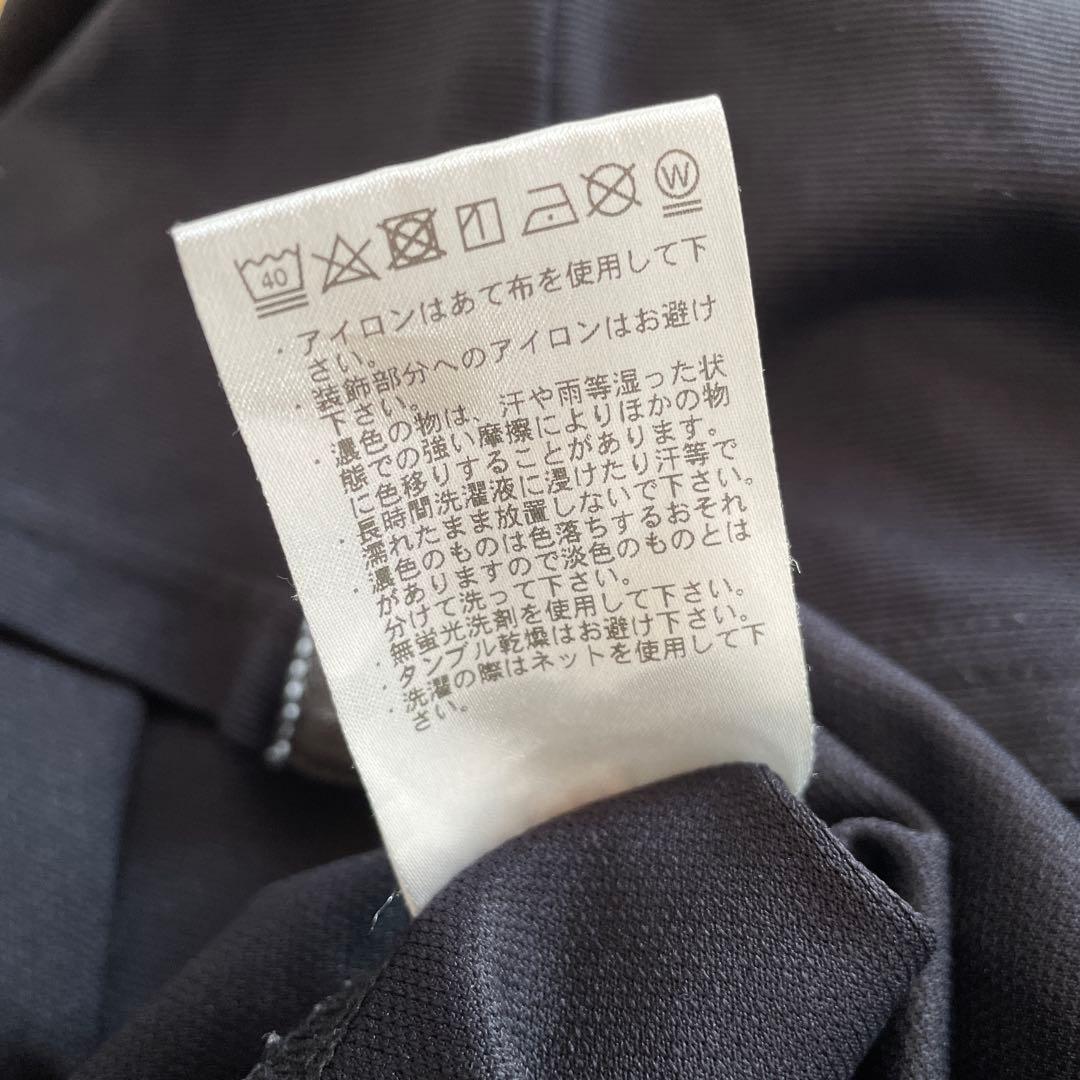 40 W
・アイロンはあて布を使用して下
さい。
・装飾部分へのアイロンはお避け
下さい。
・濃色の物は、汗や雨等湿った状
態での強い摩擦によりほかの物
に色移りすることがあります。
長時間洗濯液に浸けたり汗等で
濡れたまま放置しないで下さい。
濃色のものは色落ちするおそれ
があますので淡色のものとは
分けて洗って下さい。
・無蛍光洗剤を使用して下さい。
・タンブル乾燥はお避け下さい。
・洗濯の際はネットを使用して下
さい。